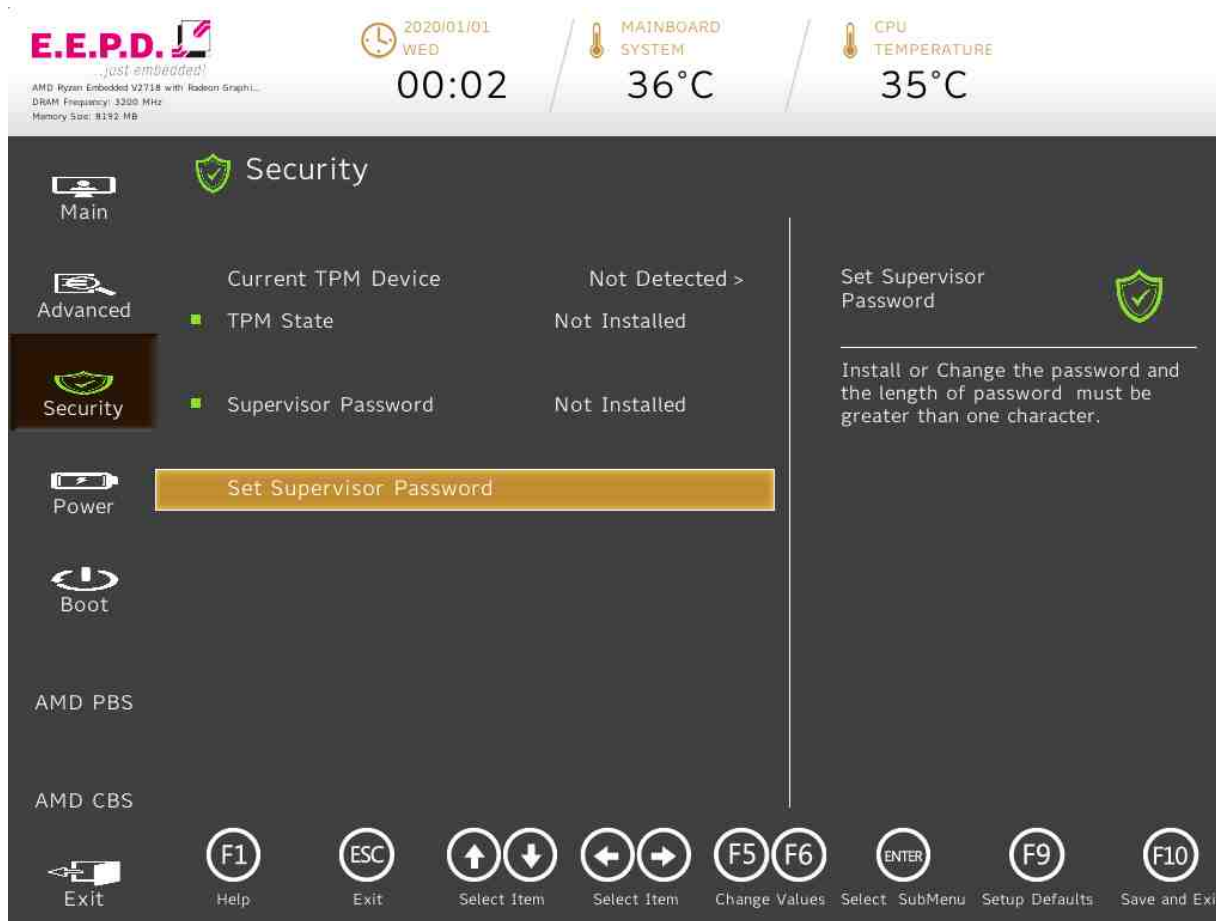 E.E.P.D.
...just embedded!
AMD Ryzen Embedded V2718 with Radeon Graphi...
DRAM Frequency: 3200 MHz
Memory Size: 8192 MB
2020/01/01
WED
00:02
MAINBOARD
SYSTEM
36°C
CPU
TEMPERATURE
35°C
Main
Advanced
Security
Power
Boot
AMD PBS
AMD CBS
Exit
Security
Current TPM Device Not Detected >
TPM State Not Installed
Supervisor Password Not Installed
Set Supervisor Password
Set Supervisor
Password
Install or Change the password and
the length of password must be
greater than one character.
F1 ESC F5 F6 ENTER F9 F10
Help Exit Select Item Select Item Change Values Select SubMenu Setup Defaults Save and Exi